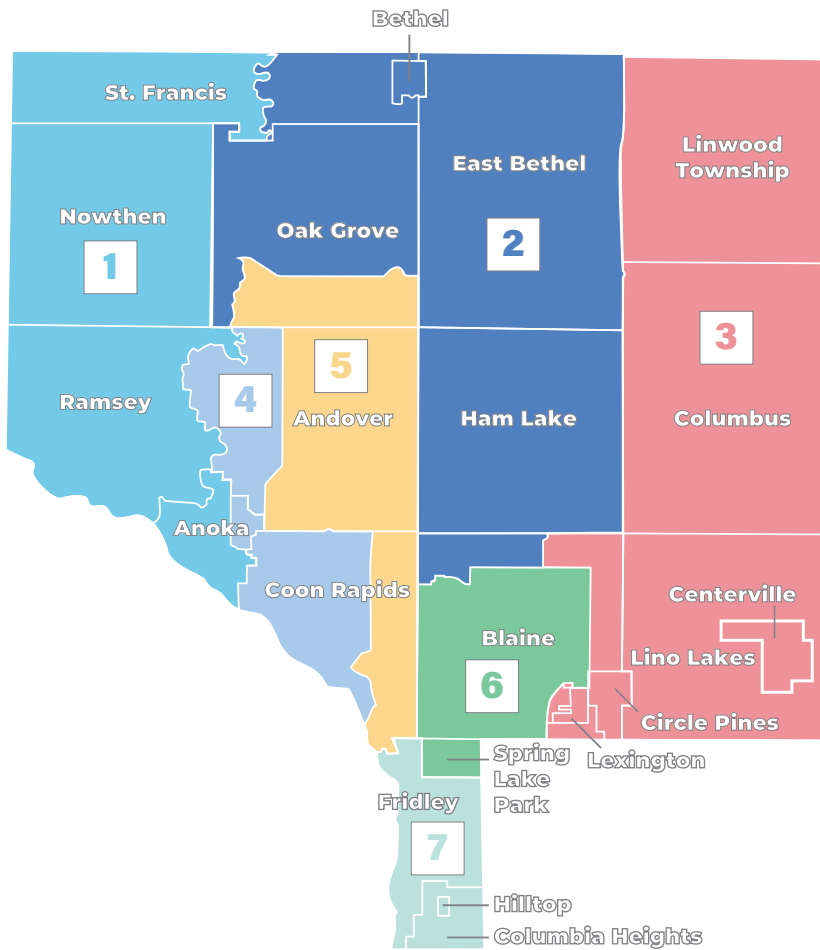 Bethel
St. Francis
Linwood
Township
East Bethel
Nowthen
Oak Grove
2
1
3
5
4
Ramsey
Andover
Ham Lake
Columbus
Anoka
Coon Rapids
Centerville
Blaine
Lino Lakes
6
Circle Pines
Spring
Lake
Park
Lexington
Fridley
7
Hilltop
Columbia Heights